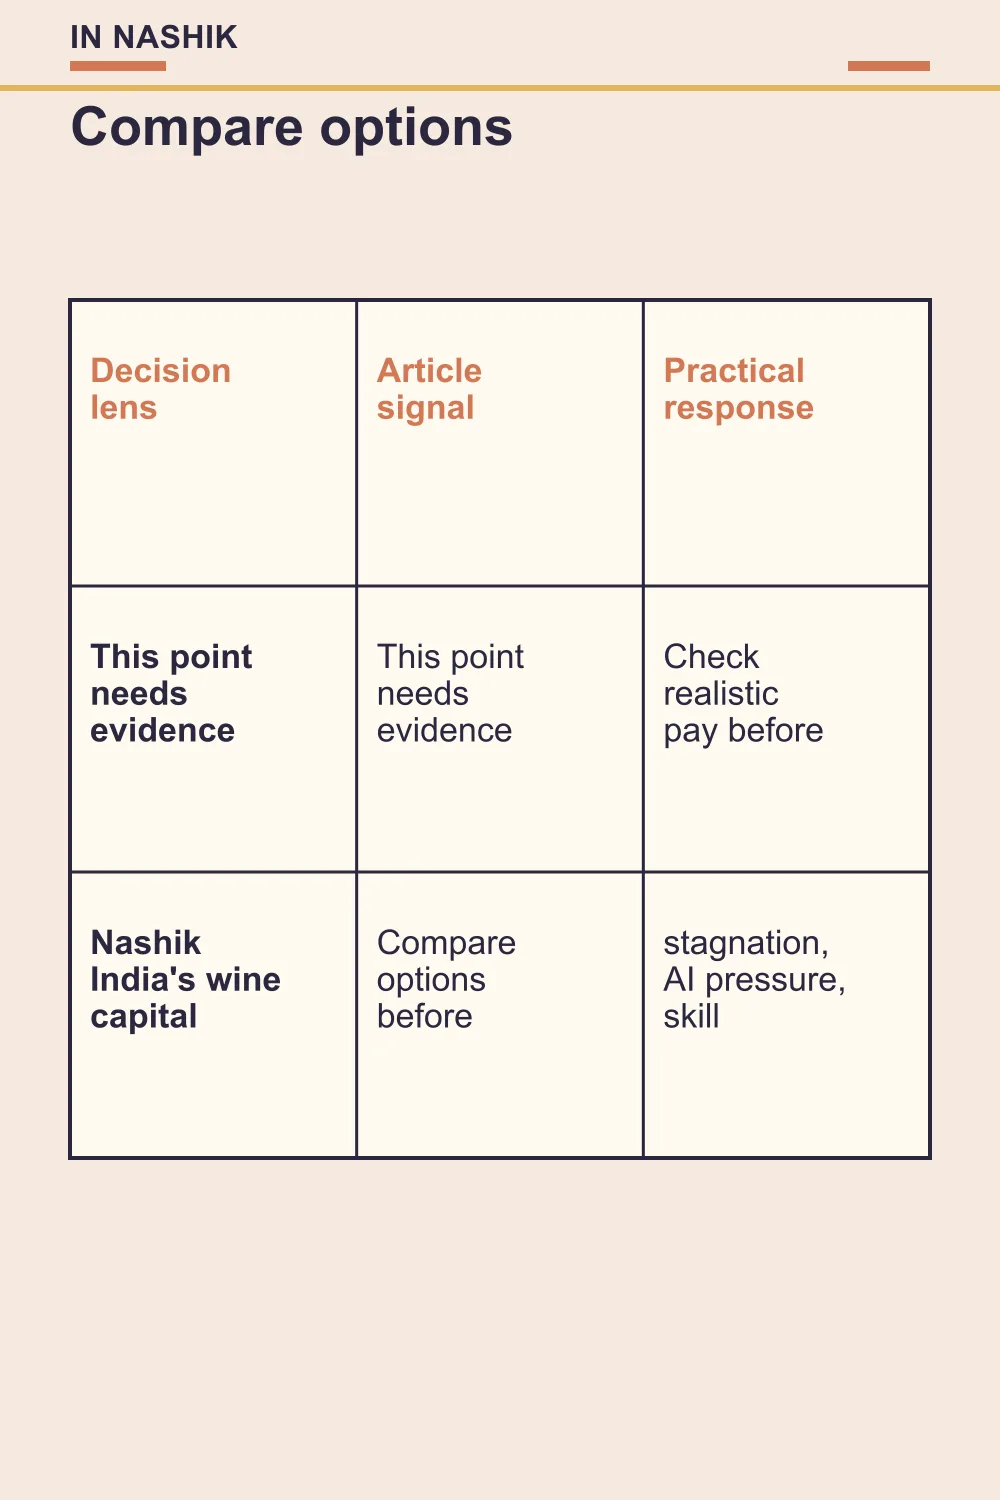 IN NASHIK
Compare options
Decision
lens
Article
signal
Practical
response
This point
needs
evidence
This point
needs
evidence
Check
realistic
pay before
Nashik
India's wine
capital
Compare
options
before
stagnation,
AI pressure,
skill